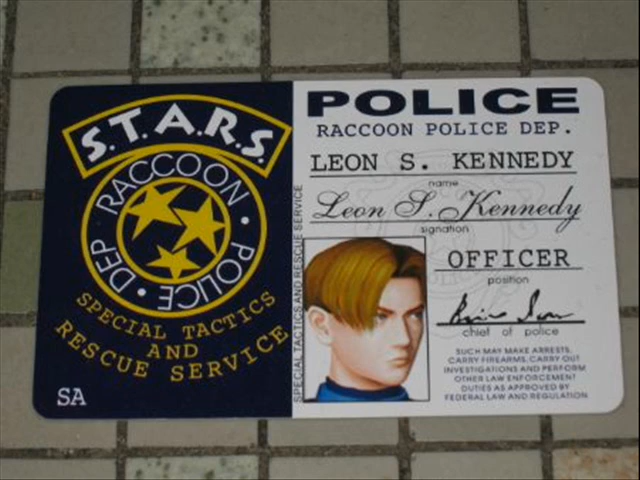 S.T.A.R.S.
RACCOON • POLICE • DEP •
SPECIAL TACTICS
AND
RESCUE SERVICE
SA
SPECIAL TACTICS AND RESCUE SERVICE
POLICE
RACCOON POLICE DEP.
LEON S. KENNEDY
name
Leon S. Kennedy
signation
OFFICER
position
chief of police
SUCH MAY MAKE ARRESTS,
CARRY FIREARMS, CARRY OUT
INVESTIGATIONS AND PERFORM
OTHER LAW ENFORCEMENT
DUTIES AS APPROVED BY
FEDERAL LAW AND REGULATION